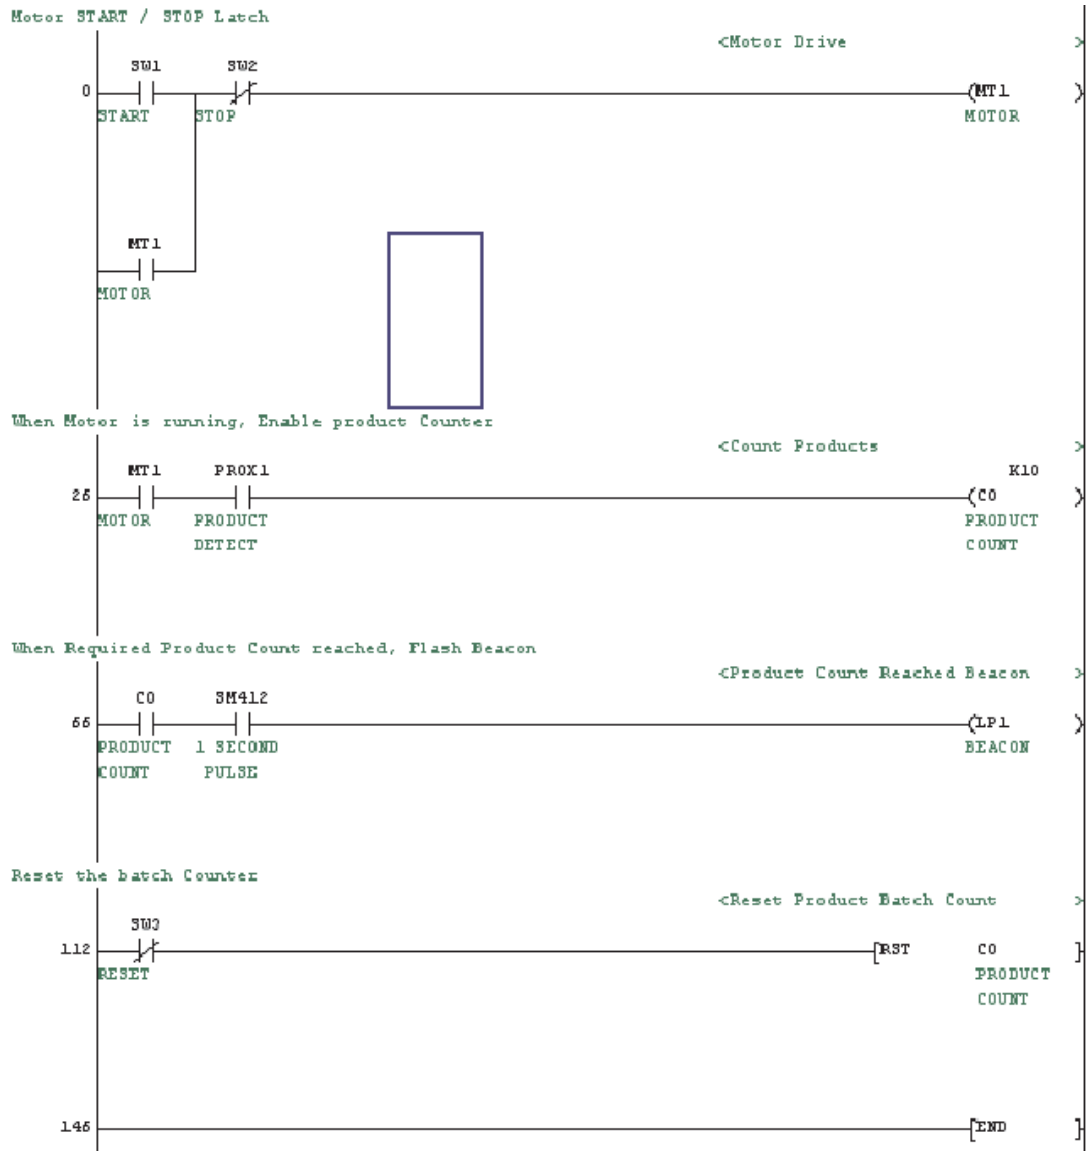 Motor START / STOP Latch
<Motor Drive >
SW1 SW2
0 (MT1 )
START STOP MOTOR
MT1
MOTOR
When Motor is running, Enable product Counter
<Count Products >
MT1 PROX1 K10
26 (C0 )
MOTOR PRODUCT PRODUCT
DETECT COUNT
When Required Product Count reached, Flash Beacon
<Product Count Reached Beacon >
C0 SM412
66 (LP1 )
PRODUCT 1 SECOND BEACON
COUNT PULSE
Reset the batch Counter
<Reset Product Batch Count >
SW3
112 [RST C0 ]
RESET PRODUCT
COUNT
146 [END ]